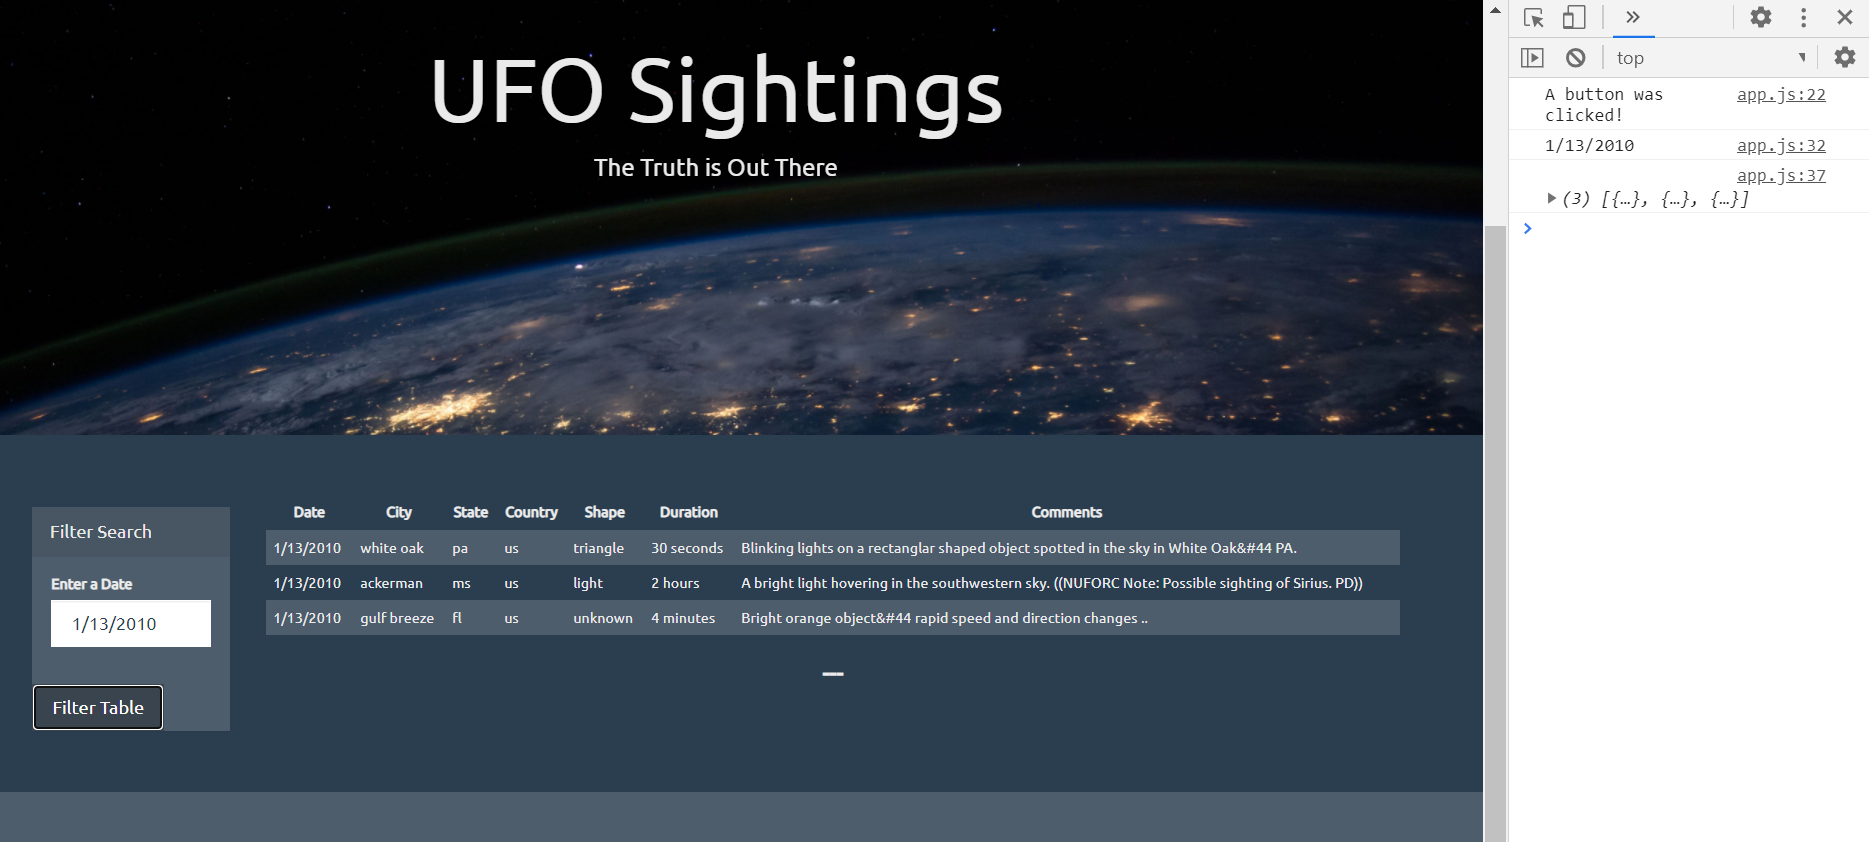 UFO Sightings
The Truth is Out There
Filter Search
Enter a Date
1/13/2010
Filter Table
Date City State Country Shape Duration Comments
1/13/2010 white oak pa us triangle 30 seconds Blinking lights on a rectanglar shaped object spotted in the sky in White Oak&#44 PA.
1/13/2010 ackerman ms us light 2 hours A bright light hovering in the southwestern sky. ((NUFORC Note: Possible sighting of Sirius. PD))
1/13/2010 gulf breeze fl us unknown 4 minutes Bright orange object&#44 rapid speed and direction changes ..
top
A button was app.js:22
clicked!
1/13/2010 app.js:32
app.js:37
(3) [{…}, {…}, {…}]